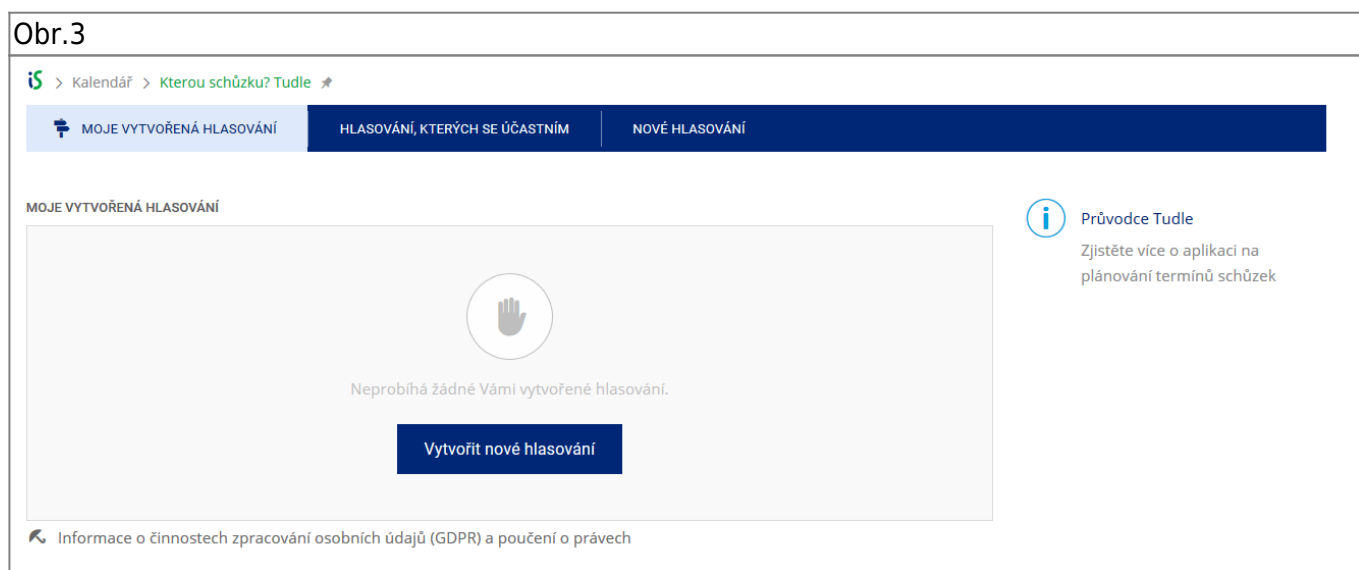 Obr.3
iS > Kalendář > Kterou schůzku? Tudle
MOJE VYTVOŘENÁ HLASOVÁNÍ
HLASOVÁNÍ, KTERÝCH SE ÚČASTNÍM
NOVÉ HLASOVÁNÍ
MOJE VYTVOŘENÁ HLASOVÁNÍ
Neprobíhá žádné Vámi vytvořené hlasování.
Vytvořit nové hlasování
i
Průvodce Tudle
Zjistěte více o aplikaci na
plánování termínů schůzek
Informace o činnostech zpracování osobních údajů (GDPR) a poučení o právech